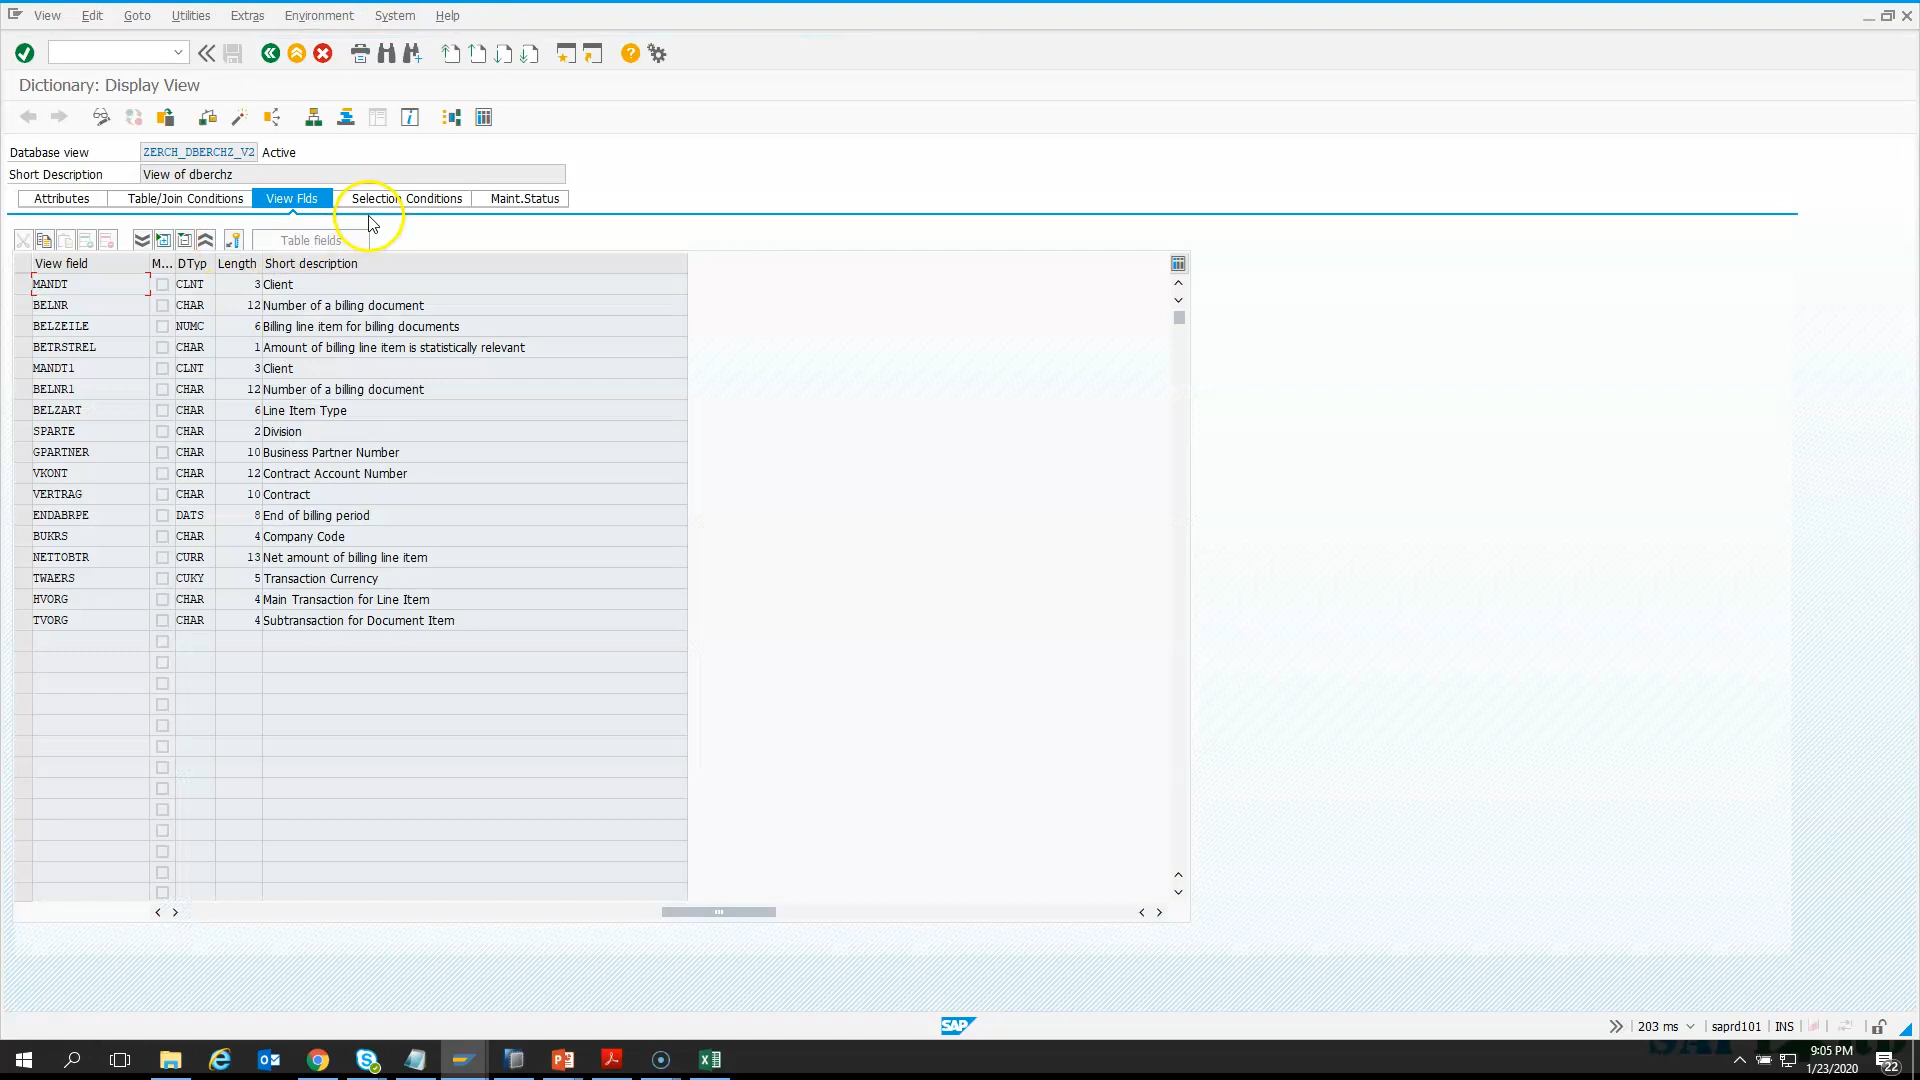 View Edit Goto Utilities Extras Environment System Help
Dictionary: Display View
Database view ZERCH_DBERCHZ_V2 Active
Short Description View of dberchz
Attributes Table/Join Conditions View Flds Selection Conditions Maint.Status
Table fields
View field M... DTyp Length Short description
MANDT CLNT 3 Client
BELNR CHAR 12 Number of a billing document
BELZEILE NUMC 6 Billing line item for billing documents
BETRSTREL CHAR 1 Amount of billing line item is statistically relevant
MANDT1 CLNT 3 Client
BELNR1 CHAR 12 Number of a billing document
BELZART CHAR 6 Line Item Type
SPARTE CHAR 2 Division
GPARTNER CHAR 10 Business Partner Number
VKONT CHAR 12 Contract Account Number
VERTRAG CHAR 10 Contract
ENDABRPE DATS 8 End of billing period
BUKRS CHAR 4 Company Code
NETTOBTR CURR 13 Net amount of billing line item
TWAERS CUKY 5 Transaction Currency
HVORG CHAR 4 Main Transaction for Line Item
TVORG CHAR 4 Subtransaction for Document Item
SAP 203 ms saprd101 INS
9:05 PM
1/23/2020 22